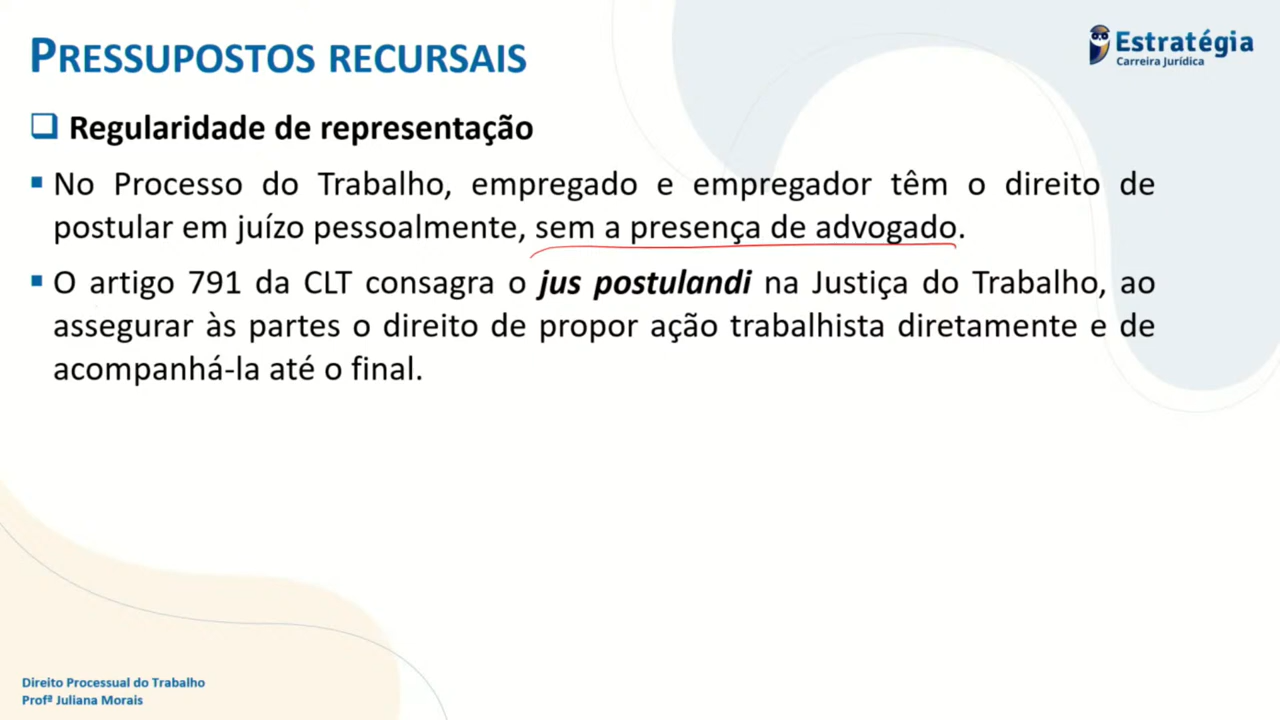 PRESSUPOSTOS RECURSAIS
Estratégia
Carreira Jurídica
Regularidade de representação
No Processo do Trabalho, empregado e empregador têm o direito de
postular em juízo pessoalmente, sem a presença de advogado.
O artigo 791 da CLT consagra o jus postulandi na Justiça do Trabalho, ao
assegurar às partes o direito de propor ação trabalhista diretamente e de
acompanhá-la até o final.
Direito Processual do Trabalho
Profª Juliana Morais